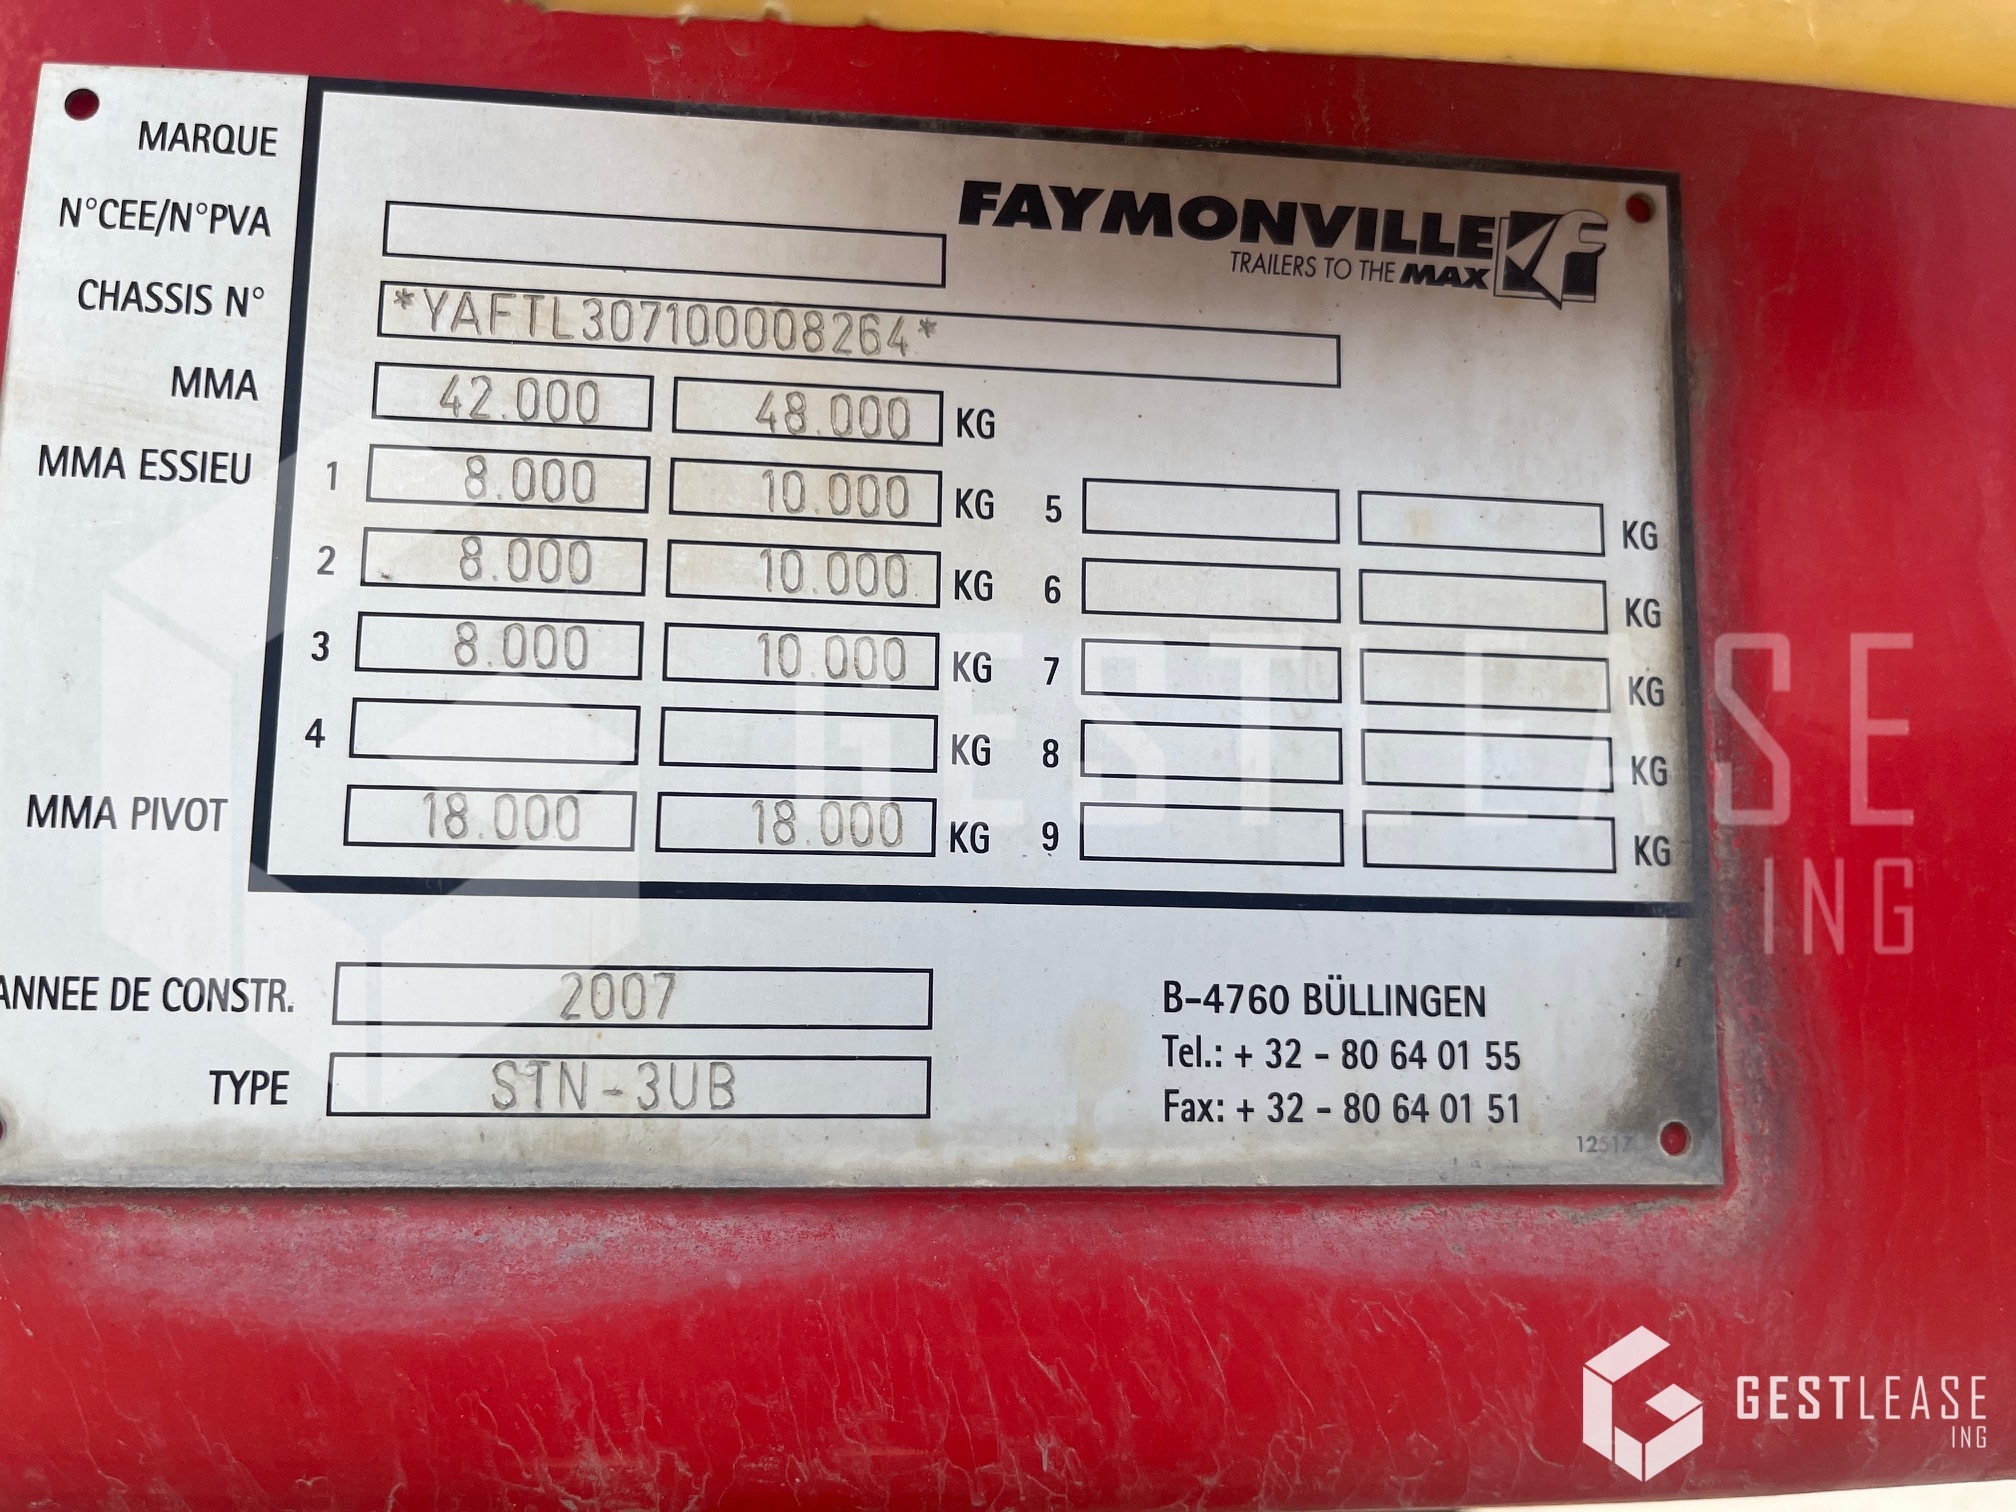 MARQUE
FAYMONVILLE
TRAILERS TO THE MAX
N°CEE/N°PVA
CHASSIS N° *YAFTL307100008264*
MMA 42.000 48.000 KG
MMA ESSIEU 1 8.000 10.000 KG 5 KG
2 8.000 10.000 KG 6 KG
3 8.000 10.000 KG 7 KG
4 KG 8 KG
MMA PIVOT 18.000 18.000 KG 9 KG
ANNEE DE CONSTR. 2007
TYPE STN-3UB
B-4760 BÜLLINGEN
Tel.: + 32 - 80 64 01 55
Fax: + 32 - 80 64 01 51
12517
GESTLEASE
ING
GESTLEASE
ING